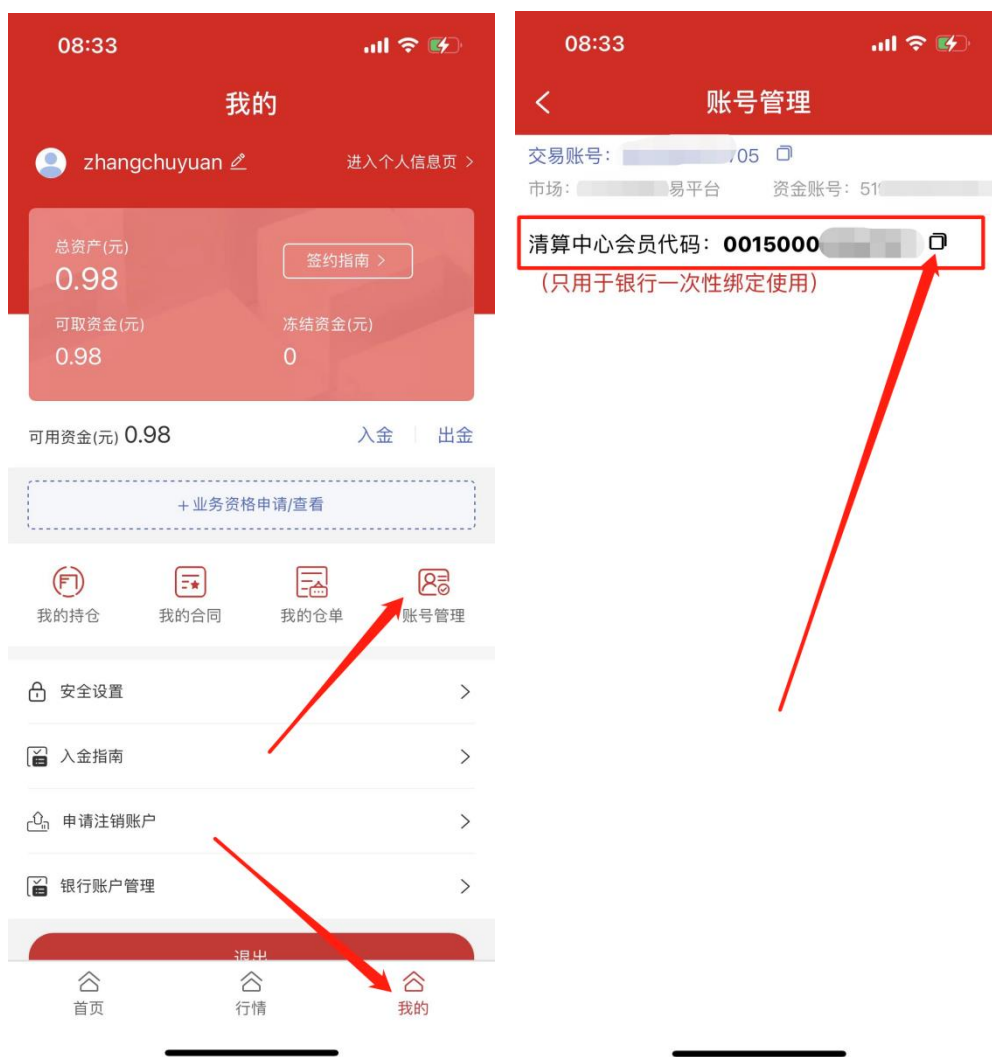 08:33
我的
zhangchuyuan
进入个人信息页 >
总资产(元)
0.98
签约指南 >
可取资金(元)
冻结资金(元)
0.98
0
可用资金(元) 0.98
入金
出金
+业务资格申请/查看
我的持仓
我的合同
我的仓单
账号管理
安全设置
入金指南
申请注销账户
银行账户管理
退出
首页
行情
我的
08:33
账号管理
交易账号: 05
市场: 易平台
资金账号: 51
清算中心会员代码: 0015000
(只用于银行一次性绑定使用)